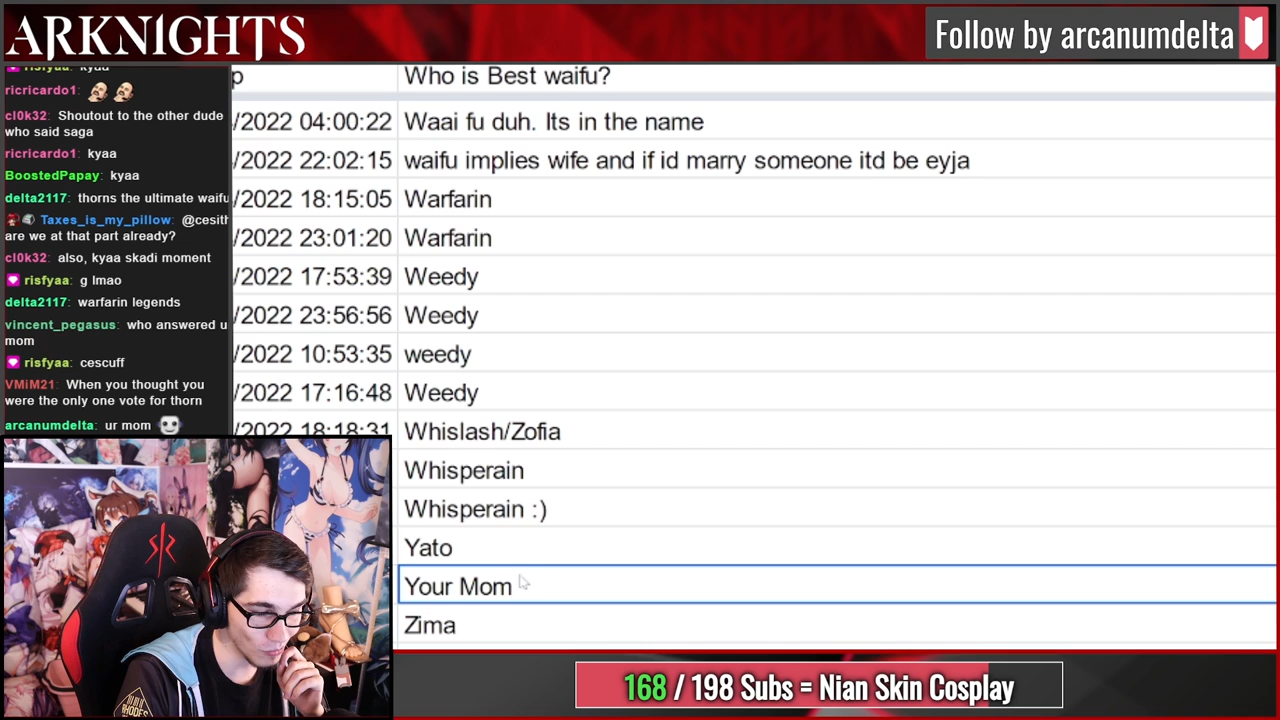 ARKNIGHTS
Follow by arcanumdelta
risfyaa: kyaa
ricricardo1:
cl0k32: Shoutout to the other dude
who said saga
ricricardo1: kyaa
BoostedPapay: kyaa
delta2117: thorns the ultimate waifu
Taxes_is_my_pillow: @cesith
are we at that part already?
cl0k32: also, kyaa skadi moment
risfyaa: g lmao
delta2117: warfarin legends
vincent_pegasus: who answered u
mom
risfyaa: cescuff
VMiM21: When you thought you
were the only one vote for thorn
arcanumdelta: ur mom
p Who is Best waifu?
/2022 04:00:22 Waai fu duh. Its in the name
/2022 22:02:15 waifu implies wife and if id marry someone itd be eyja
/2022 18:15:05 Warfarin
/2022 23:01:20 Warfarin
/2022 17:53:39 Weedy
/2022 23:56:56 Weedy
/2022 10:53:35 weedy
/2022 17:16:48 Weedy
/2022 18:18:31 Whislash/Zofia
Whisperain
Whisperain :)
Yato
Your Mom
Zima
168 / 198 Subs = Nian Skin Cosplay